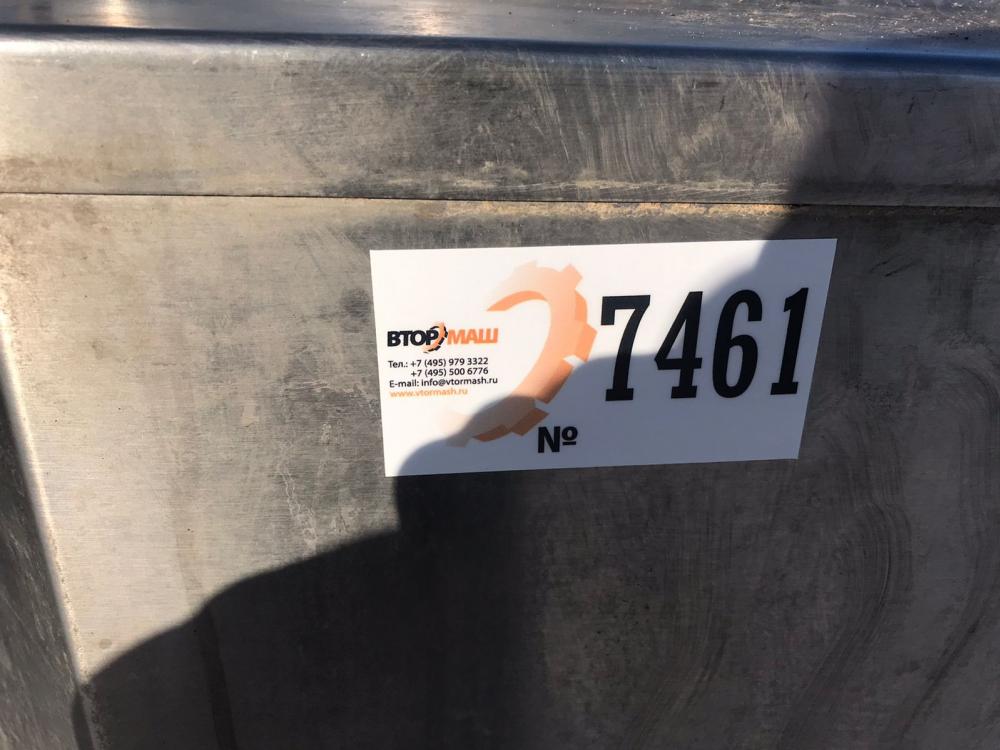 ВТОРМАШ
Тел.: +7 (495) 979 3322
+7 (495) 500 6776
E-mail: info@vtormash.ru
www.vtormash.ru
№
7461